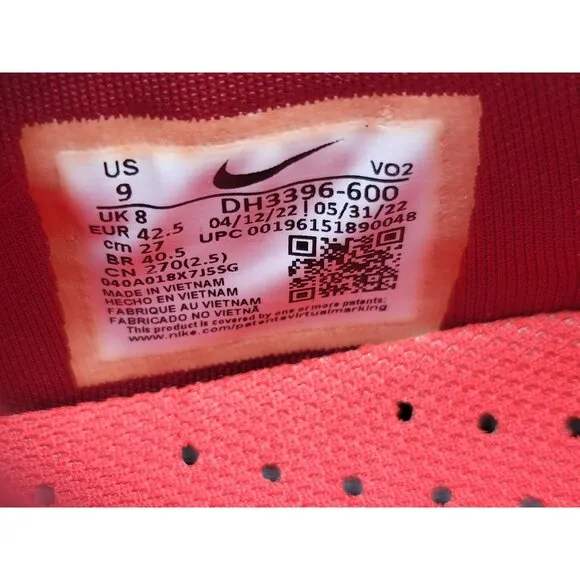 US
9
VO2
DH3396-600
UK 8
04/12/22 | 05/31/22
EUR 42.5
UPC 00196151890048
cm 27
BR 40.5
CN 270(2.5)
040A018X7JSSG
MADE IN VIETNAM
HECHO EN VIETNAM
FABRIQUE AU VIETNAM
FABRICADO NO VIETNÃ
This product is covered by one or more patents
www.nike.com/patentsvirtualmarking